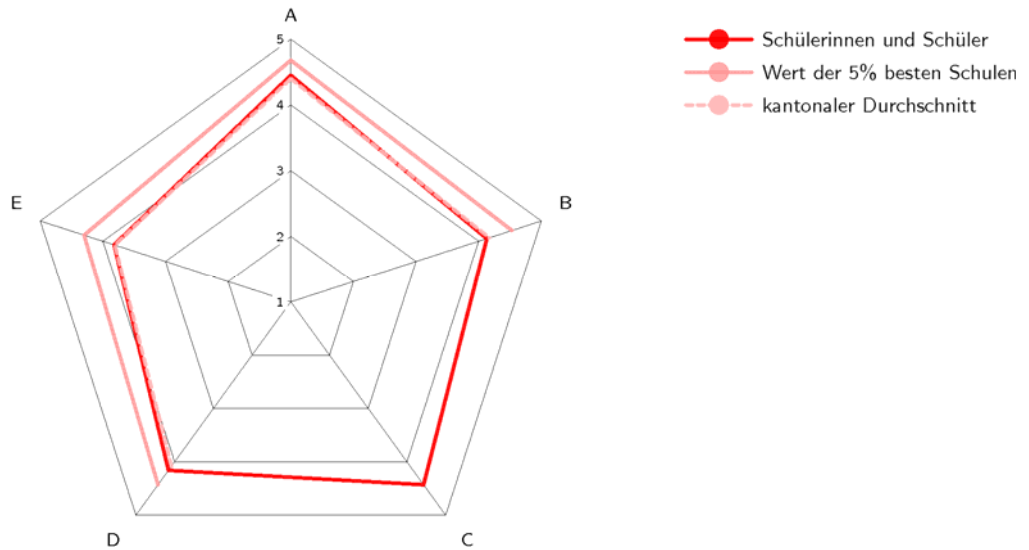 A
5
4
3
2
1
E
B
D
C
Schülerinnen und Schüler
Wert der 5% besten Schulen
kantonaler Durchschnitt